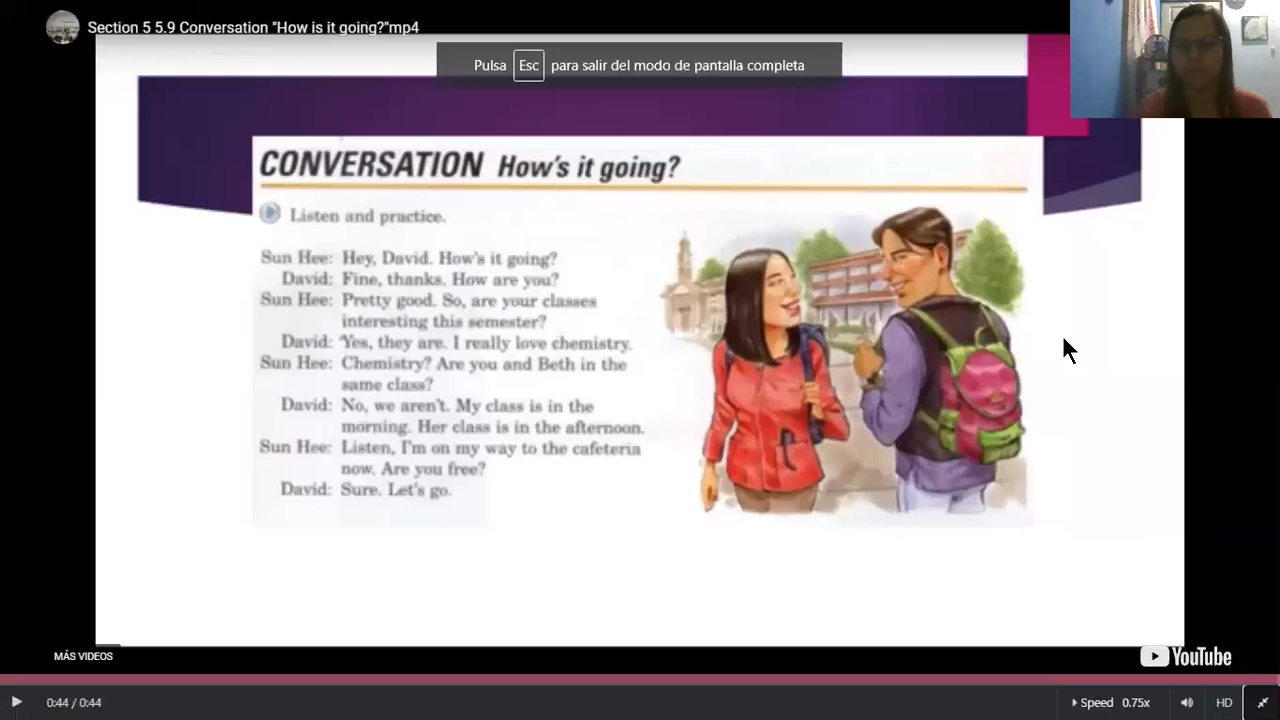 Section 5 5.9 Conversation "How is it going?"mp4
Pulsa Esc para salir del modo de pantalla completa
CONVERSATION How's it going?
Listen and practice.
Sun Hee: Hey, David. How's it going?
David: Fine, thanks. How are you?
Sun Hee: Pretty good. So, are your classes
interesting this semester?
David: Yes, they are. I really love chemistry.
Sun Hee: Chemistry? Are you and Beth in the
same class?
David: No, we aren't. My class is in the
morning. Her class is in the afternoon.
Sun Hee: Listen, I'm on my way to the cafeteria
now. Are you free?
David: Sure. Let's go.
MÁS VIDEOS
YouTube
0:44 / 0:44
Speed 0.75x
HD